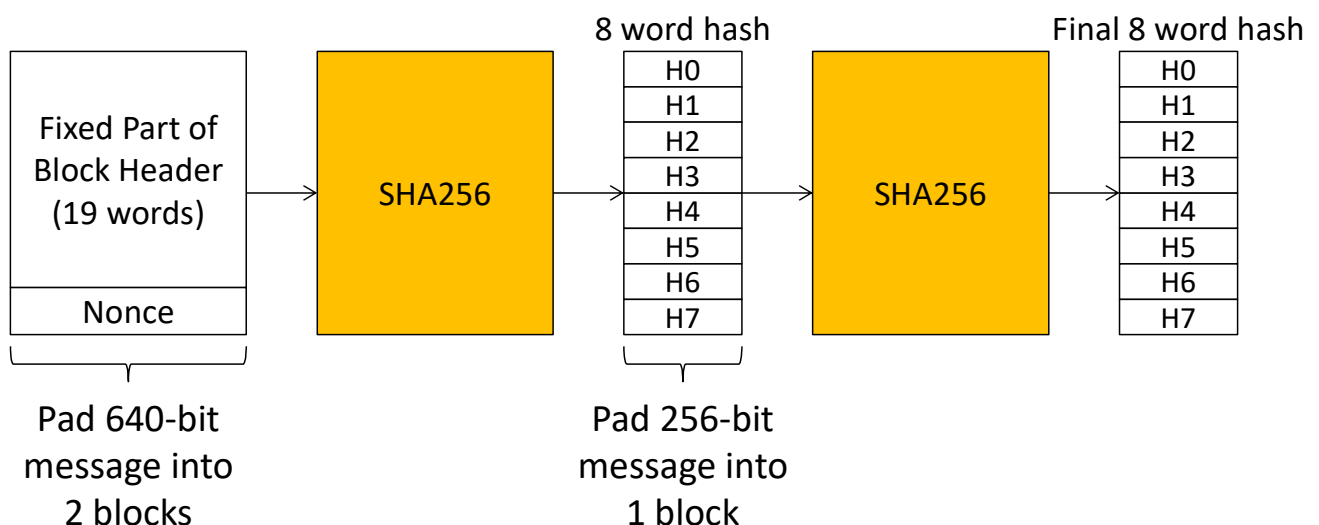 Fixed Part of
Block Header
(19 words)
Nonce
Pad 640-bit
message into
2 blocks
SHA256
8 word hash
H0
H1
H2
H3
H4
H5
H6
H7
Pad 256-bit
message into
1 block
SHA256
Final 8 word hash
H0
H1
H2
H3
H4
H5
H6
H7